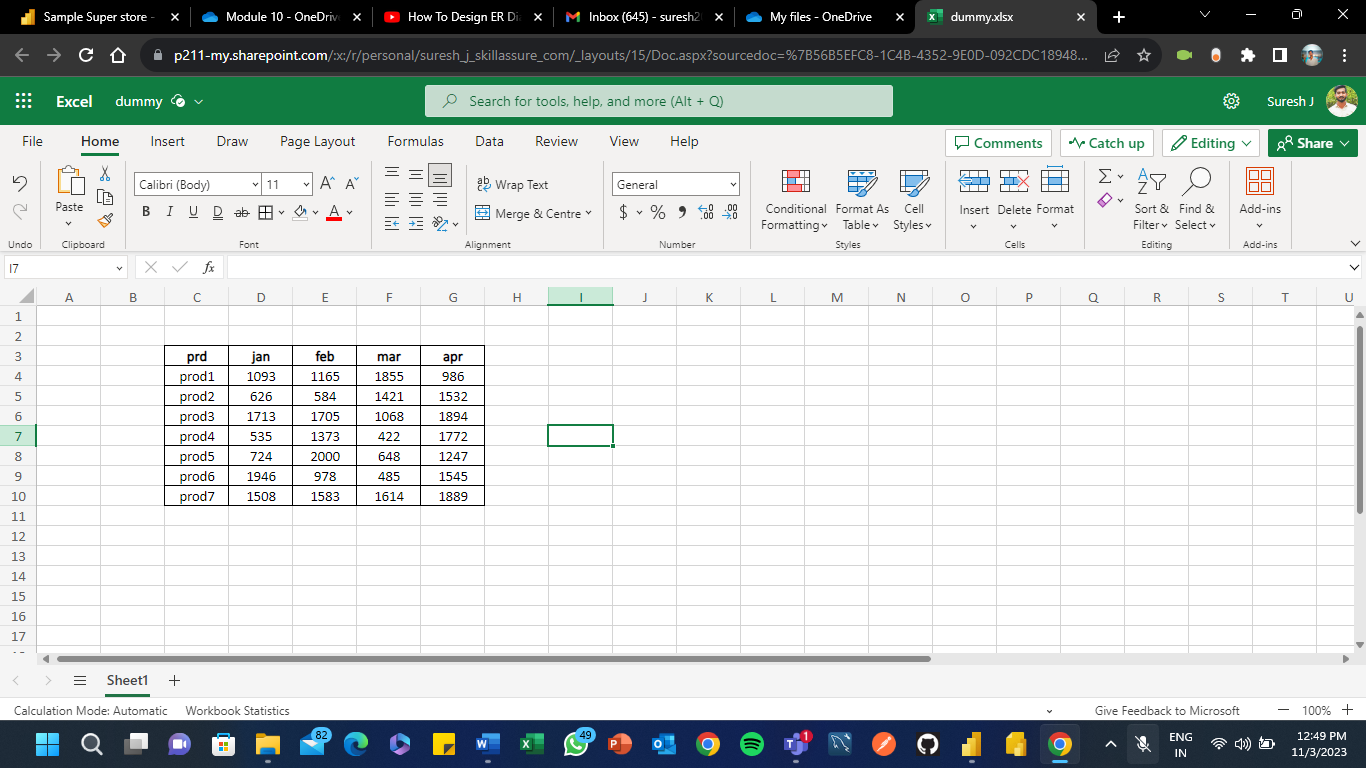 Sample Super store -
Module 10 - OneDrive
How To Design ER Di
Inbox (645) - suresh2
My files - OneDrive
dummy.xlsx
p211-my.sharepoint.com/:x:/r/personal/suresh_j_skillassure_com/_layouts/15/Doc.aspx?sourcedoc=%7B56B5EFC8-1C4B-4352-9E0D-092CDC18948...
Excel dummy Search for tools, help, and more (Alt + Q) Suresh J
File Home Insert Draw Page Layout Formulas Data Review View Help Comments Catch up Editing Share
Calibri (Body) 11 Wrap Text General
Paste B I U D ab A Merge & Centre $ % Conditional Formatting Format As Table Cell Styles Insert Delete Format Sort & Filter Find & Select Add-ins
Undo Clipboard Font Alignment Number Styles Cells Editing Add-ins
I7 fx
A B C D E F G H I J K L M N O P Q R S T U
1
2
3 prd jan feb mar apr
4 prod1 1093 1165 1855 986
5 prod2 626 584 1421 1532
6 prod3 1713 1705 1068 1894
7 prod4 535 1373 422 1772
8 prod5 724 2000 648 1247
9 prod6 1946 978 485 1545
10 prod7 1508 1583 1614 1889
11
12
13
14
15
16
17
Sheet1
Calculation Mode: Automatic Workbook Statistics Give Feedback to Microsoft 100%
82 49 1 ENG IN 12:49 PM 11/3/2023